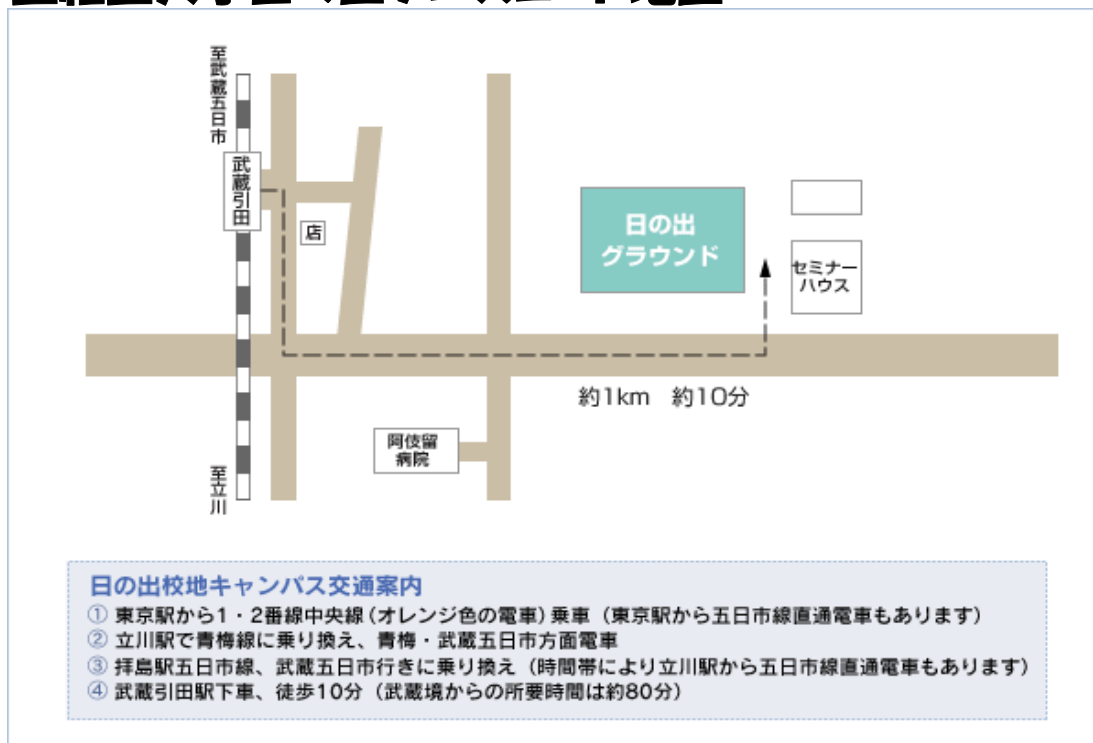 至武蔵五日市
武蔵引田
店
日の出
グラウンド
セミナー
ハウス
約1km 約10分
阿伎留
病院
至立川
日の出校地キャンパス交通案内
① 東京駅から1・2番線中央線(オレンジ色の電車)乗車(東京駅から五日市線直通電車もあります)
② 立川駅で青梅線に乗り換え、青梅・武蔵五日市方面電車
③ 拝島駅五日市線、武蔵五日市行きに乗り換え(時間帯により立川駅から五日市線直通電車もあります)
④ 武蔵引田駅下車、徒歩10分(武蔵境からの所要時間は約80分)